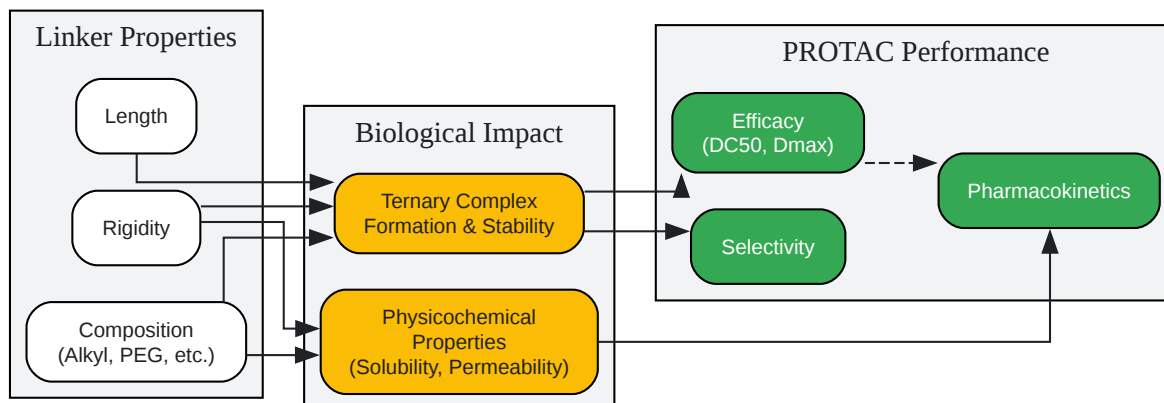 Linker Properties
Length
Rigidity
Composition
(Alkyl, PEG, etc.)
Biological Impact
Ternary Complex
Formation & Stability
Physicochemical
Properties
(Solubility, Permeability)
PROTAC Performance
Efficacy
(DC50, Dmax)
Selectivity
Pharmacokinetics